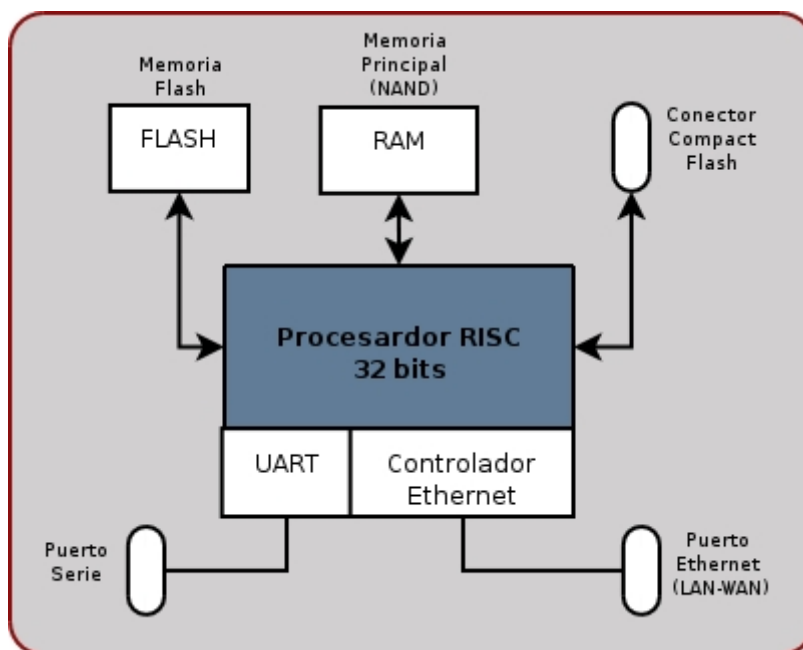 Memoria
Flash
FLASH
Memoria
Principal
(NAND)
RAM
Conector
Compact
Flash
Procesardor RISC
32 bits
UART
Controlador
Ethernet
Puerto
Serie
Puerto
Ethernet
(LAN-WAN)